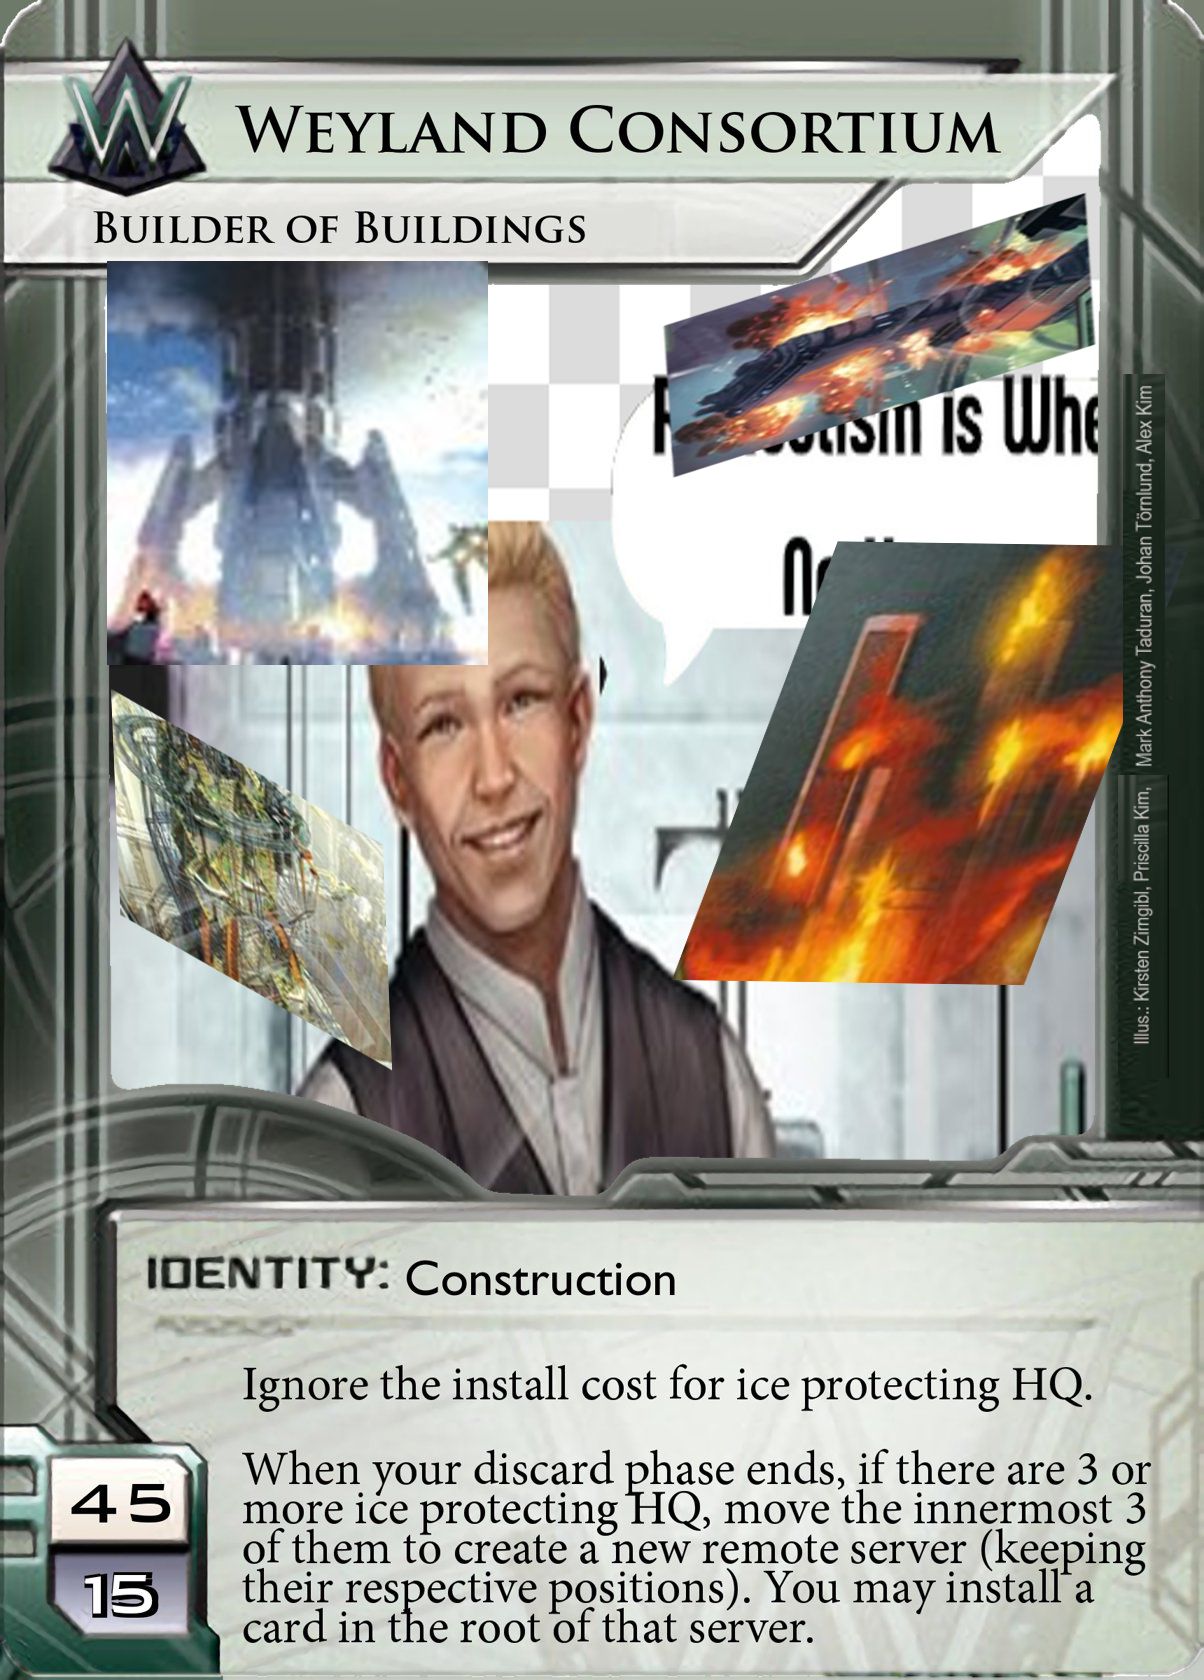 Weyland Consortium
Builder of Buildings
is Whe
Illus.: Kirsten Zirngibl, Priscilla Kim, Mark Anthony Taduran, Johan Törnlund, Alex Kim
IDENTITY: Construction
Ignore the install cost for ice protecting HQ.
When your discard phase ends, if there are 3 or
more ice protecting HQ, move the innermost 3
of them to create a new remote server (keeping
their respective positions). You may install a
card in the root of that server.
45
15